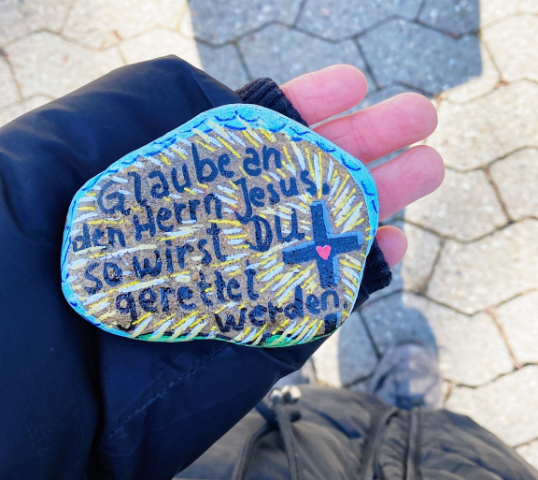 Glaube an
den Herrn Jesus.
so wirst DU
gerettet
werden.